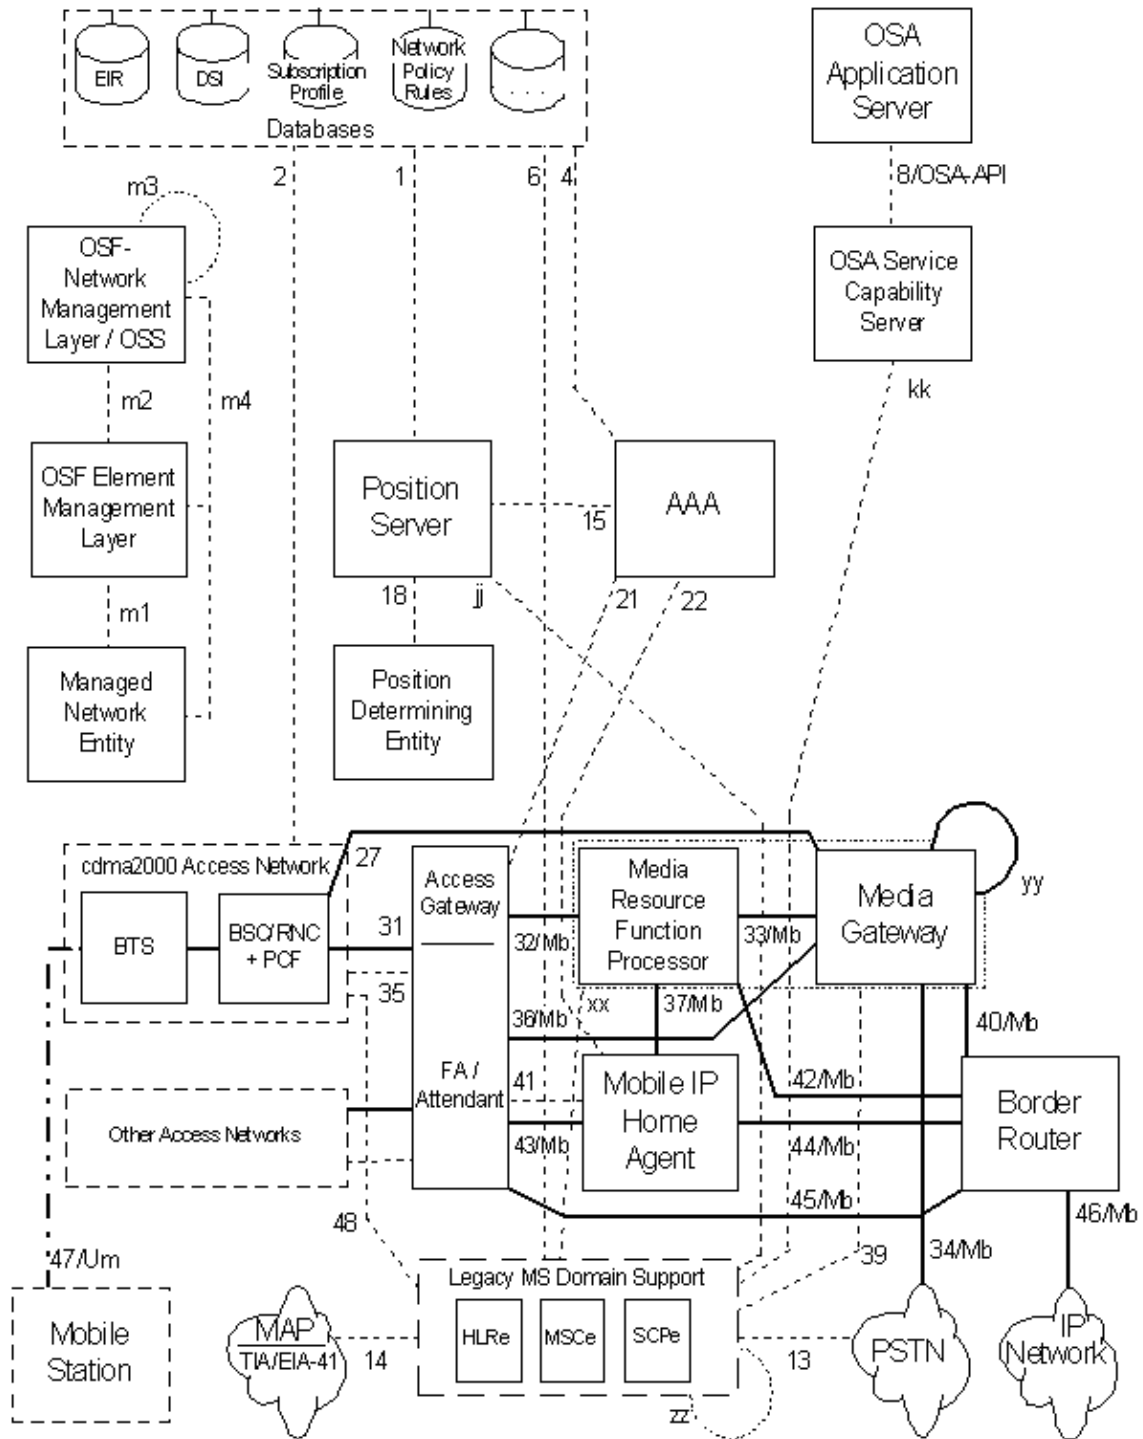 EIR
DSI
Subscription
Profile
Network
Policy
Rules
. . .
Databases
OSA
Application
Server
2
1
6
4
8/OSA-API
m3
OSF-
Network
Management
Layer / OSS
OSA Service
Capability
Server
m2
m4
kk
OSF Element
Management
Layer
Position
Server
15
AAA
m1
18
jj
21
22
Managed
Network
Entity
Position
Determining
Entity
cdma2000 Access Network
27
BTS
BSC/RNC
+ PCF
31
35
Access
Gateway
32/Mb
Media
Resource
Function
Processor
33/Mb
Media
Gateway
yy
36/Mb
xx
37/Mb
40/Mb
FA /
Attendant
41
43/Mb
Mobile IP
Home
Agent
42/Mb
44/Mb
45/Mb
Border
Router
Other Access Networks
48
46/Mb
47/Um
39
34/Mb
Mobile
Station
MAP
TIA/EIA-41
14
Legacy MS Domain Support
HLRe
MSCe
SCPe
13
zz
PSTN
IP
Network